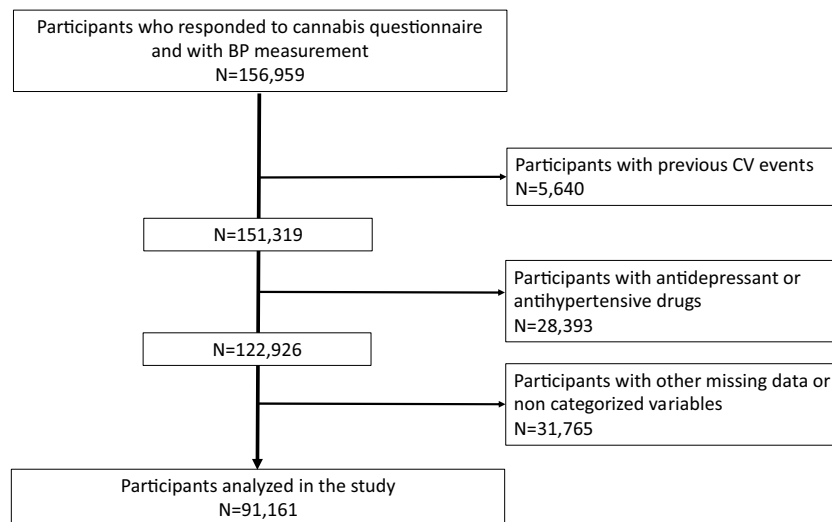 Participants who responded to cannabis questionnaire
and with BP measurement
N=156,959
Participants with previous CV events
N=5,640
N=151,319
Participants with antidepressant or
antihypertensive drugs
N=28,393
N=122,926
Participants with other missing data or
non categorized variables
N=31,765
Participants analyzed in the study
N=91,161